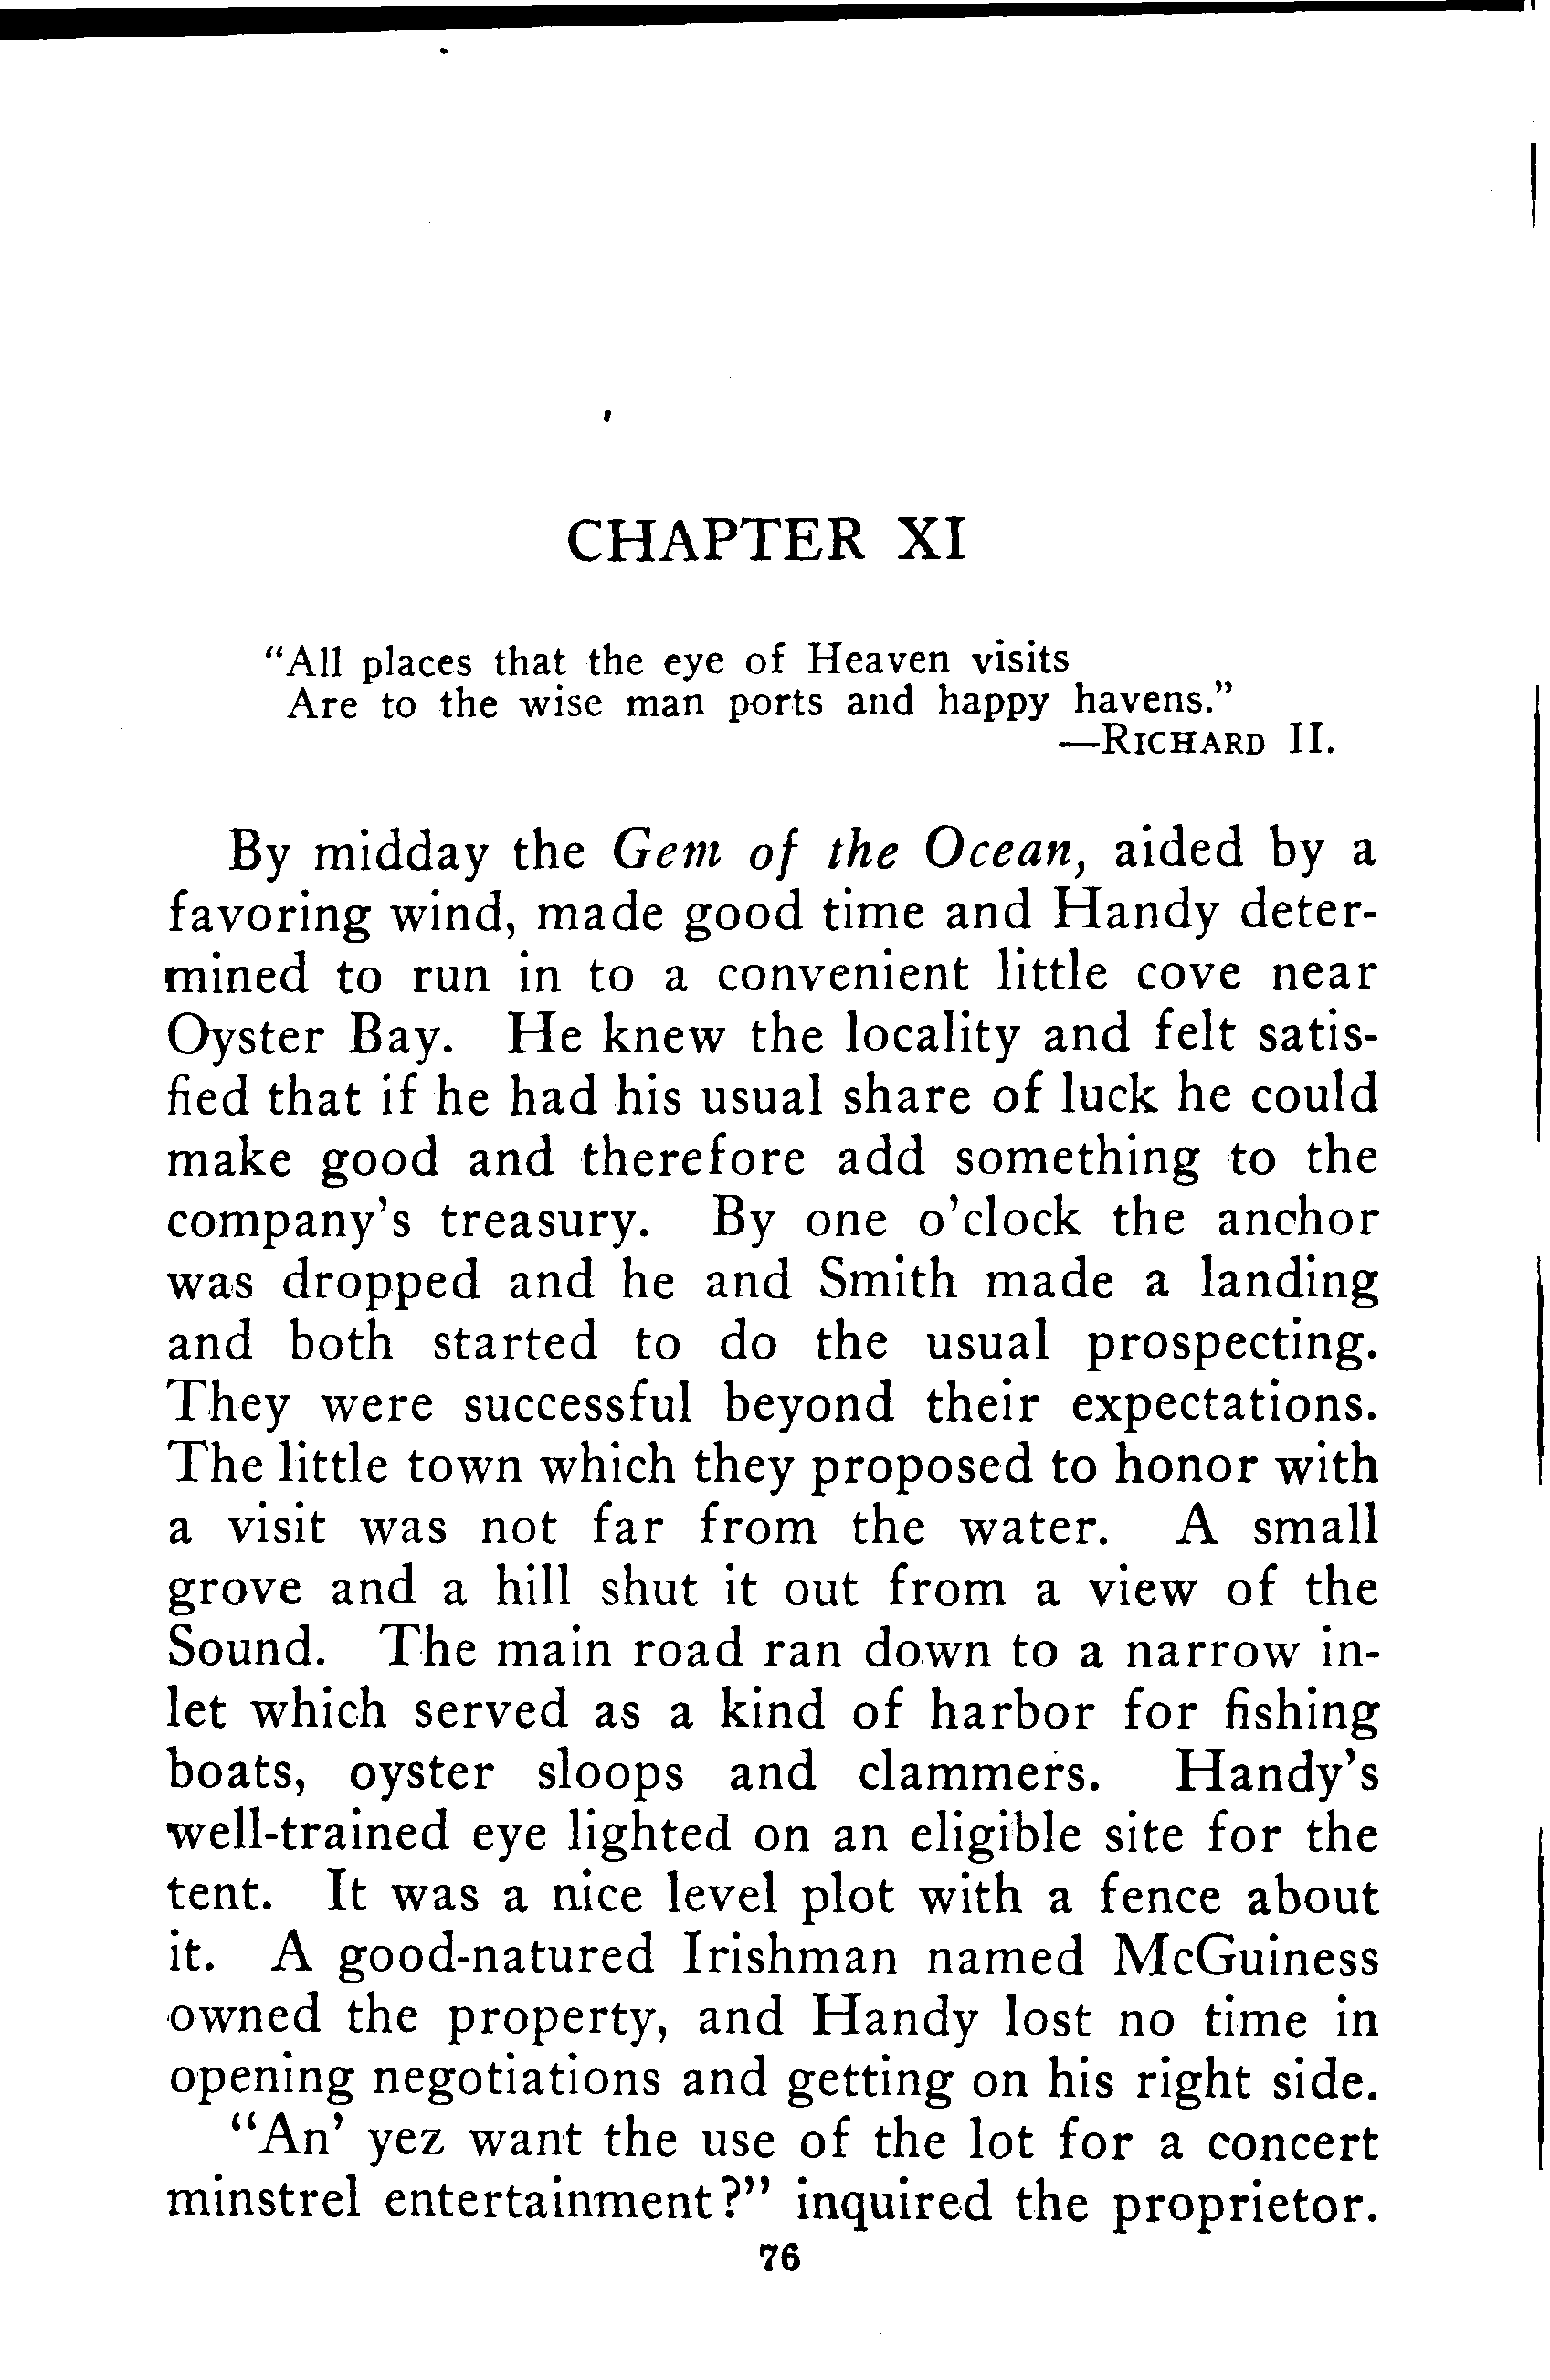 CHAPTER XI
“All places that the eye of Heaven visits
Are to the wise man ports and happy havens.”
—RICHARD II.
By midday the Gem of the Ocean, aided by a
favoring wind, made good time and Handy deter-
mined to run in to a convenient little cove near
Oyster Bay. He knew the locality and felt satis-
fied that if he had his usual share of luck he could
make good and therefore add something to the
company’s treasury. By one o’clock the anchor
was dropped and he and Smith made a landing
and both started to do the usual prospecting.
They were successful beyond their expectations.
The little town which they proposed to honor with
a visit was not far from the water. A small
grove and a hill shut it out from a view of the
Sound. The main road ran down to a narrow in-
let which served as a kind of harbor for fishing
boats, oyster sloops and clammers. Handy’s
well-trained eye lighted on an eligible site for the
tent. It was a nice level plot with a fence about
it. A good-natured Irishman named McGuiness
owned the property, and Handy lost no time in
opening negotiations and getting on his right side.
“An’ yez want the use of the lot for a concert
minstrel entertainment?” inquired the proprietor.
76